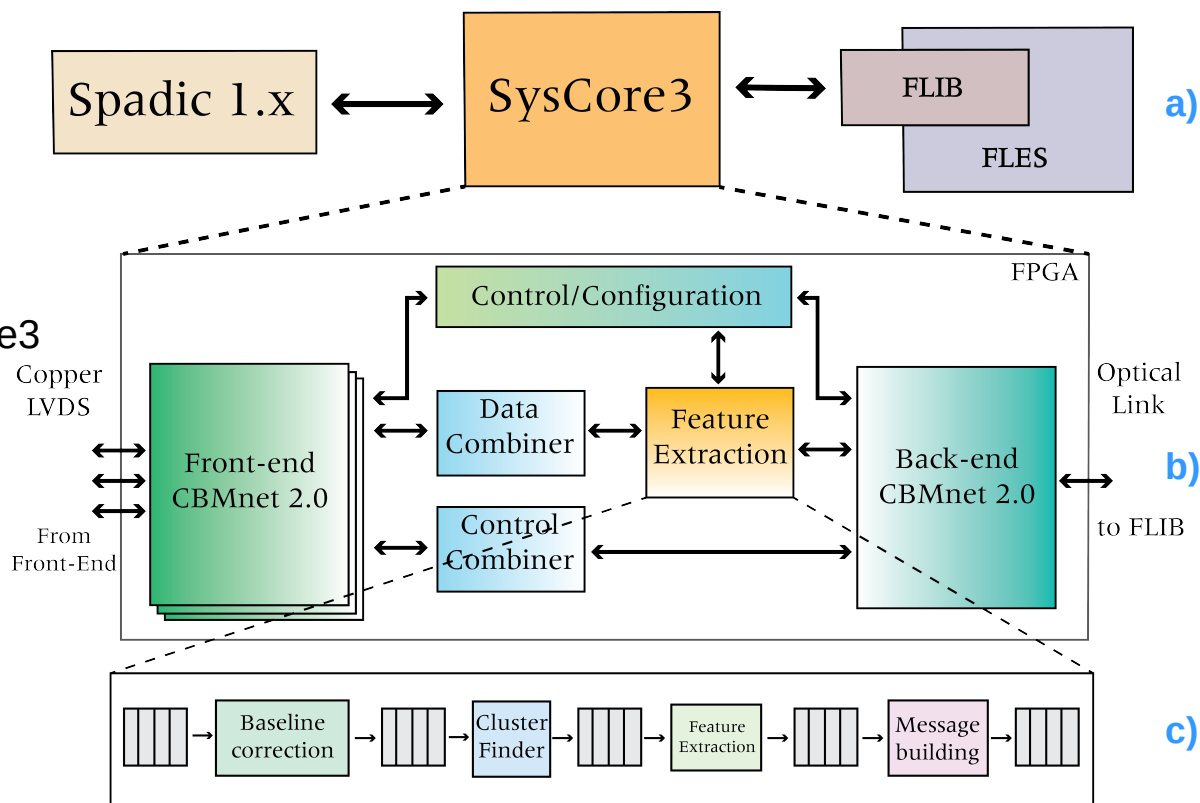 Spadic 1.x
SysCore3
FLIB
FLES
a)
FPGA
Control/Configuration
e3
Copper
LVDS
Optical
Link
Data
Combiner
Feature
Extraction
Front-end
CBMnet 2.0
Back-end
CBMnet 2.0
b)
Control
Combiner
From
Front-End
to FLIB
Baseline
correction
Cluster
Finder
Feature
Extraction
Message
building
c)